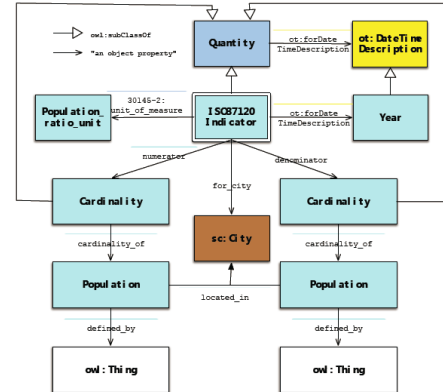 owl:subClassOf
"an object property"
Quantity
ot:forDate
TimeDescription
ot:DateTime
Description
Population_
ratio_unit
30145-2:
unit_of_measure
ISO37120
Indicator
ot:forDate
TimeDescription
Year
numerator
denominator
for_city
Cardinality
Cardinality
sc:City
cardinality_of
cardinality_of
Population
Population
located_in
defined_by
defined_by
owl:Thing
owl:Thing